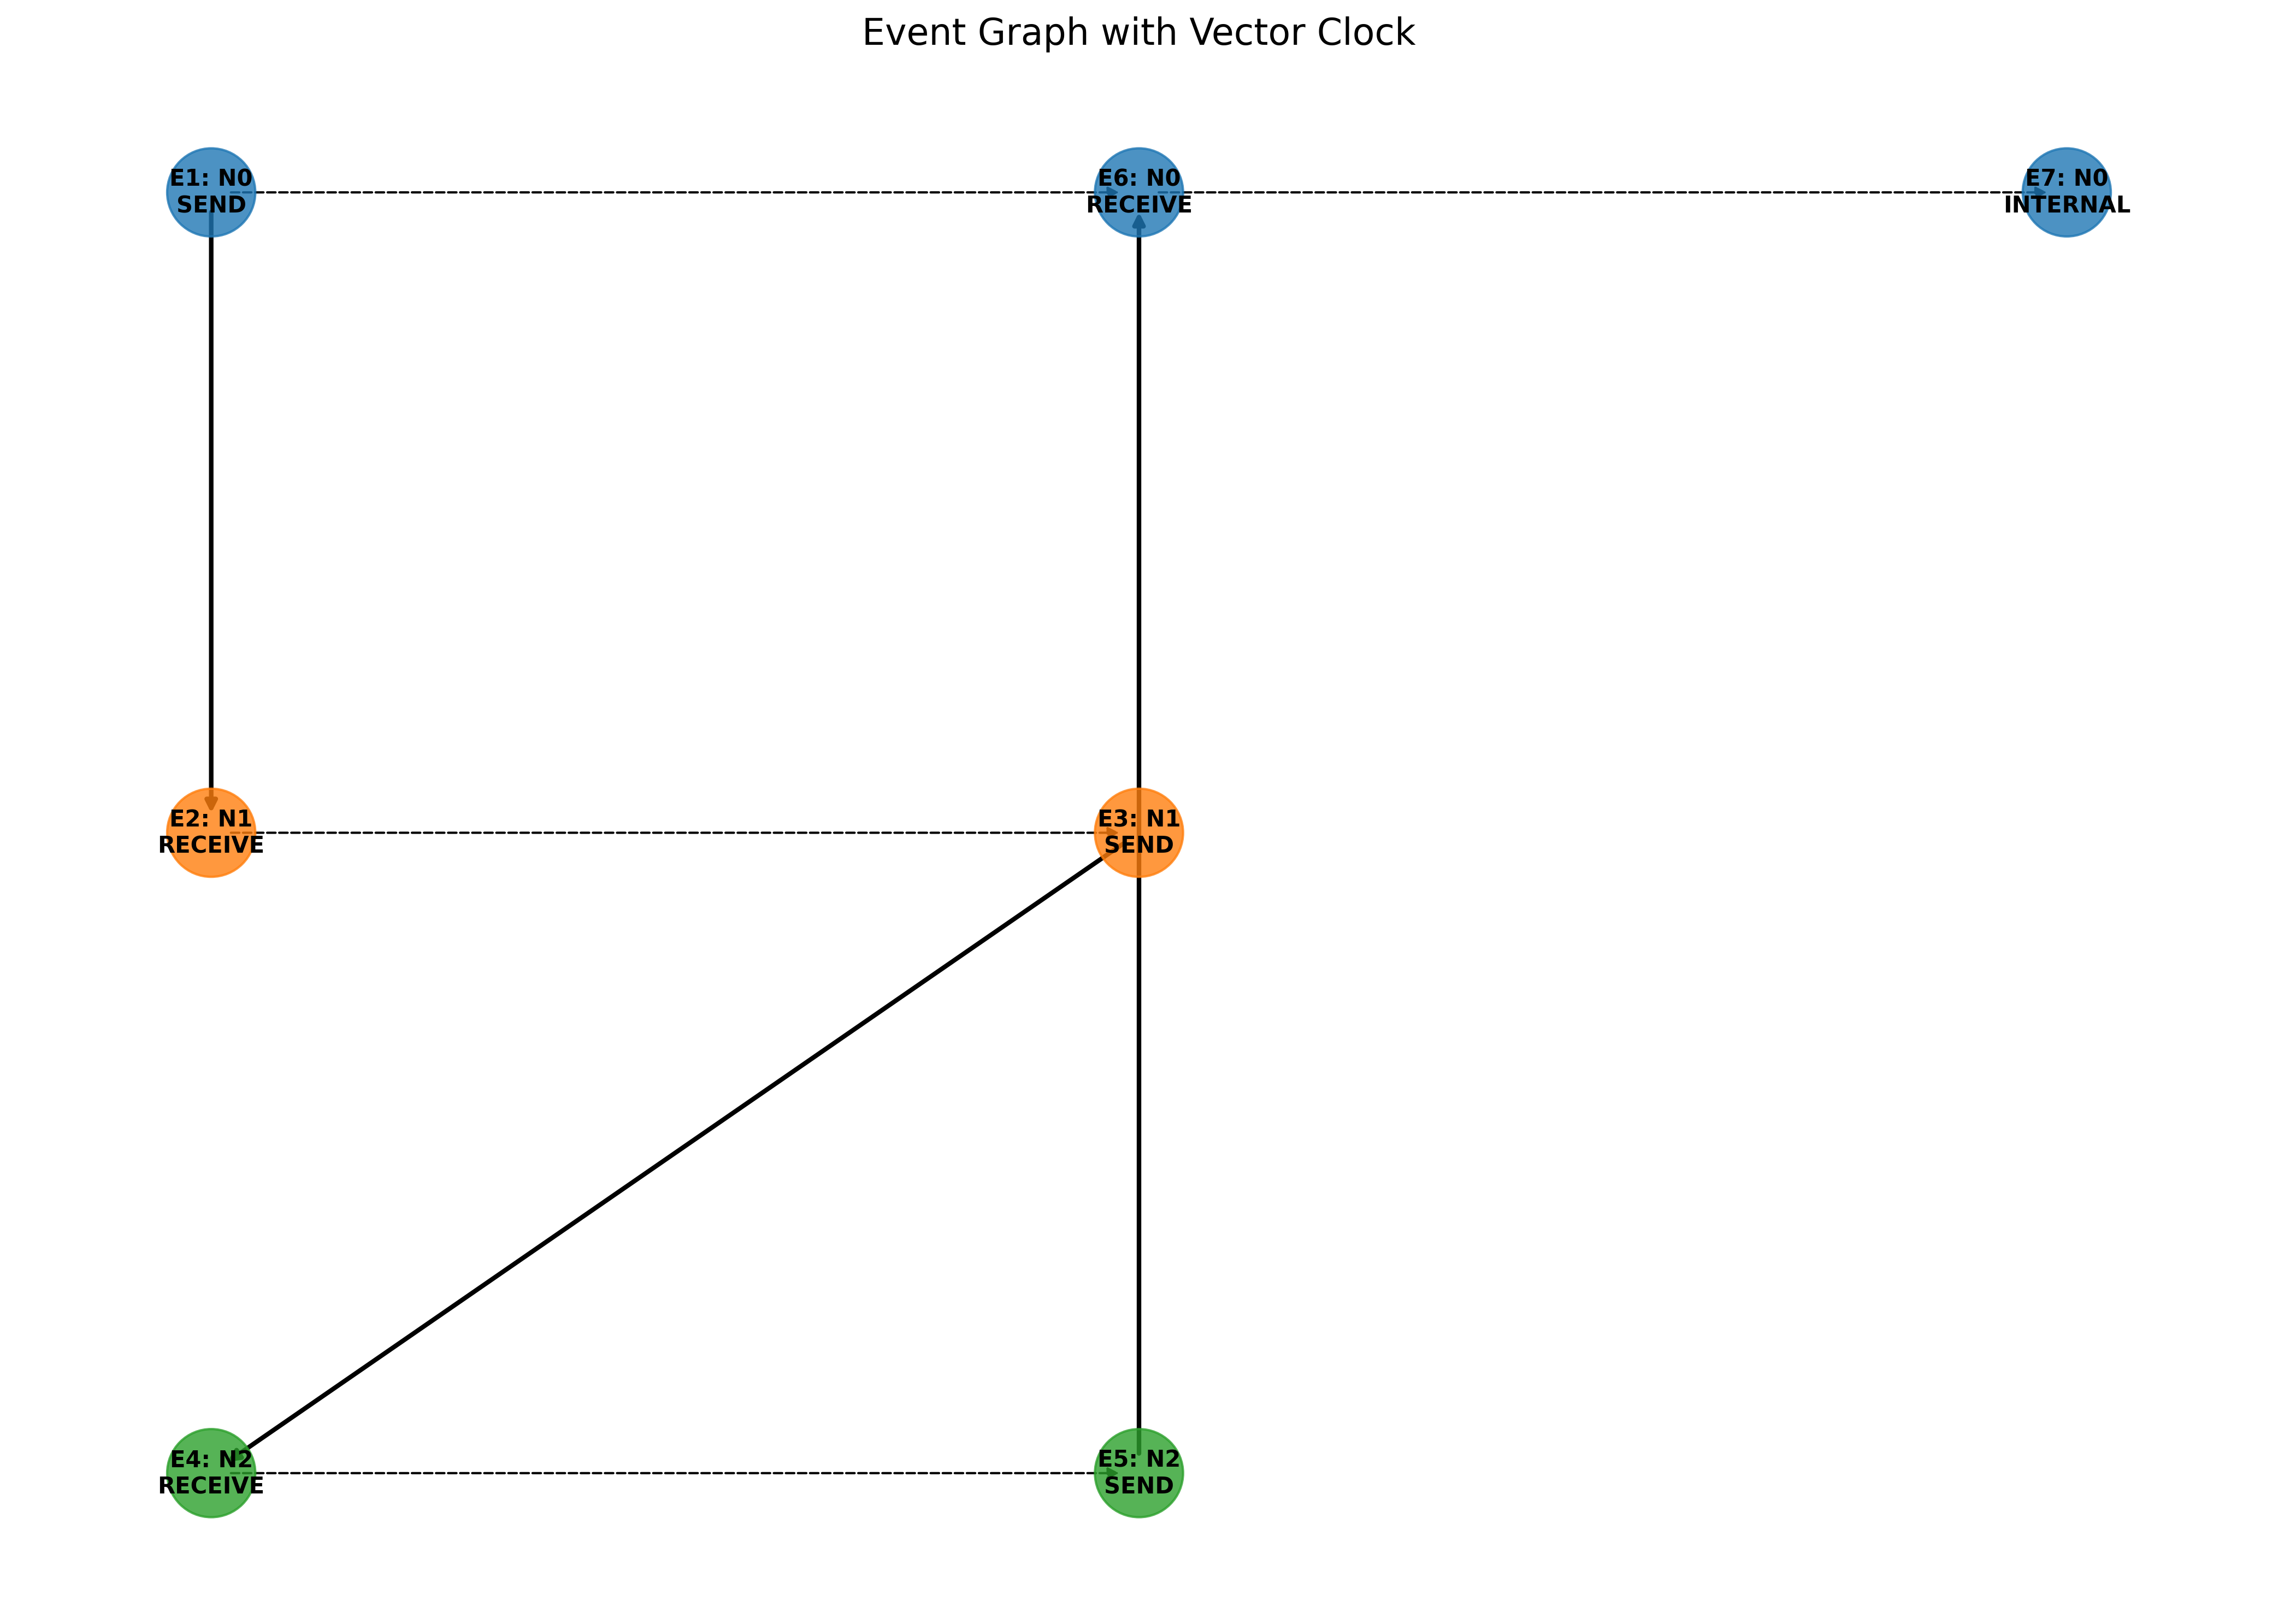 Event Graph with Vector Clock
E1: N0
SEND
E6: N0
RECEIVE
E7: N0
INTERNAL
E2: N1
RECEIVE
E3: N1
SEND
E4: N2
RECEIVE
E5: N2
SEND